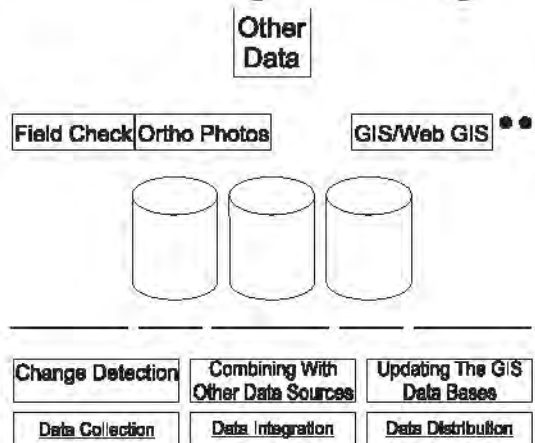 Other
Data
Field Check Ortho Photos GIS/Web GIS
Change Detection Combining With Other Data Sources Updating The GIS Data Bases
Data Collection Data Integration Data Distribution